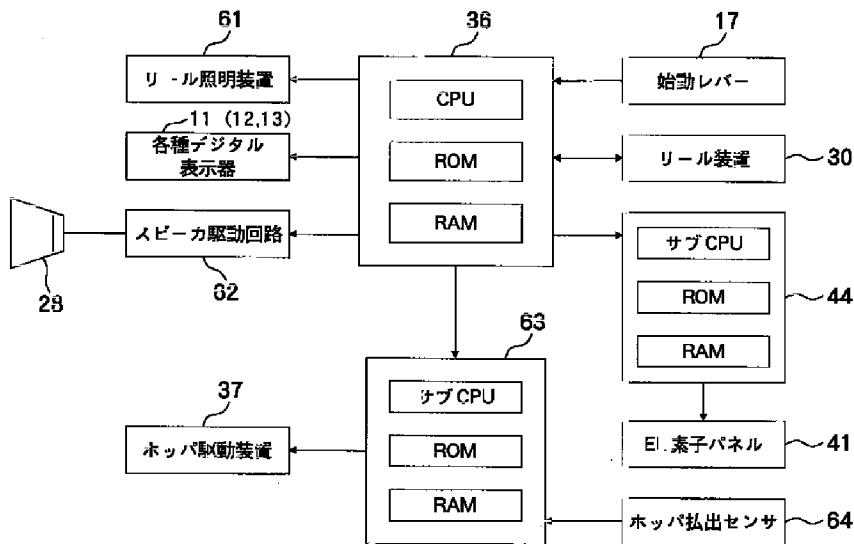 61
36
17
リール照明装置
CPU
始動レバー
11 (12,13)
各種デジタル
表示器
ROM
リール装置
30
スピーカ駆動回路
RAM
サブCPU
28
62
ROM
44
63
RAM
37
サブCPU
ホッパ駆動装置
ROM
EL素子パネル
41
RAM
ホッパ払出センサ
64